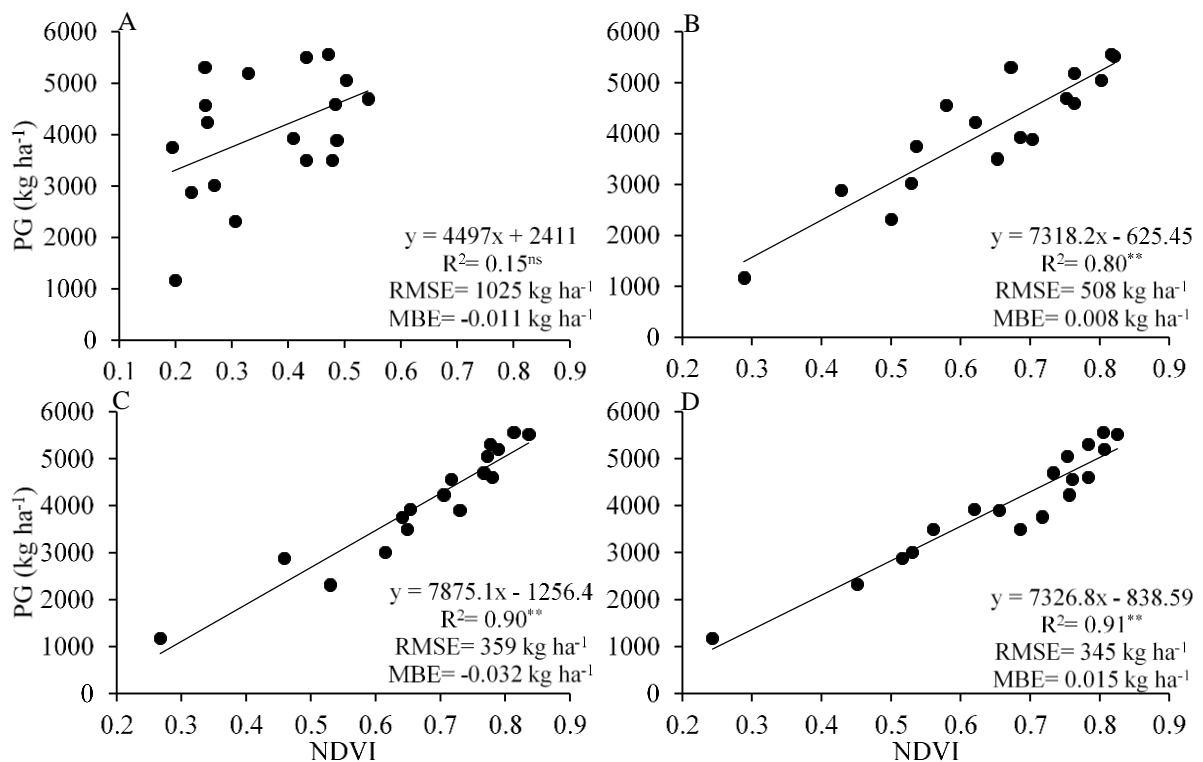 A
6000
5000
4000
3000
2000
1000
0
PG (kg ha⁻¹)
y = 4497x + 2411
R²= 0.15ⁿˢ
RMSE= 1025 kg ha⁻¹
MBE= -0.011 kg ha⁻¹
0.1 0.2 0.3 0.4 0.5 0.6 0.7 0.8 0.9
B
6000
5000
4000
3000
2000
1000
0
y = 7318.2x - 625.45
R²= 0.80**
RMSE= 508 kg ha⁻¹
MBE= 0.008 kg ha⁻¹
0.2 0.3 0.4 0.5 0.6 0.7 0.8 0.9
C
6000
5000
4000
3000
2000
1000
0
PG (kg ha⁻¹)
y = 7875.1x - 1256.4
R²= 0.90**
RMSE= 359 kg ha⁻¹
MBE= -0.032 kg ha⁻¹
0.2 0.3 0.4 0.5 0.6 0.7 0.8 0.9
NDVI
D
6000
5000
4000
3000
2000
1000
0
y = 7326.8x - 838.59
R²= 0.91**
RMSE= 345 kg ha⁻¹
MBE= 0.015 kg ha⁻¹
0.2 0.3 0.4 0.5 0.6 0.7 0.8 0.9
NDVI